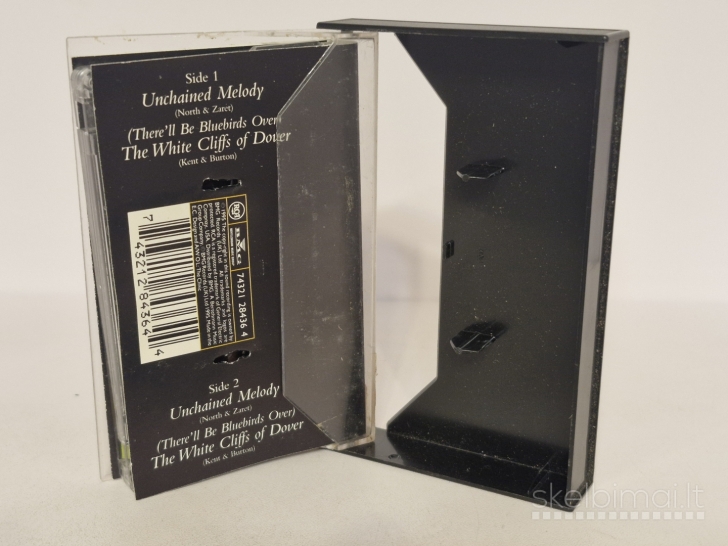 Side 1
Unchained Melody
(North & Zaret)
(There'll Be Bluebirds Over)
The White Cliffs of Dover
(Kent & Burton)
RCA
BMG
74321 28436 4
7 43212 84364 4
Side 2
Unchained Melody
(North & Zaret)
(There'll Be Bluebirds Over)
The White Cliffs of Dover
(Kent & Burton)
skelbimai.lt